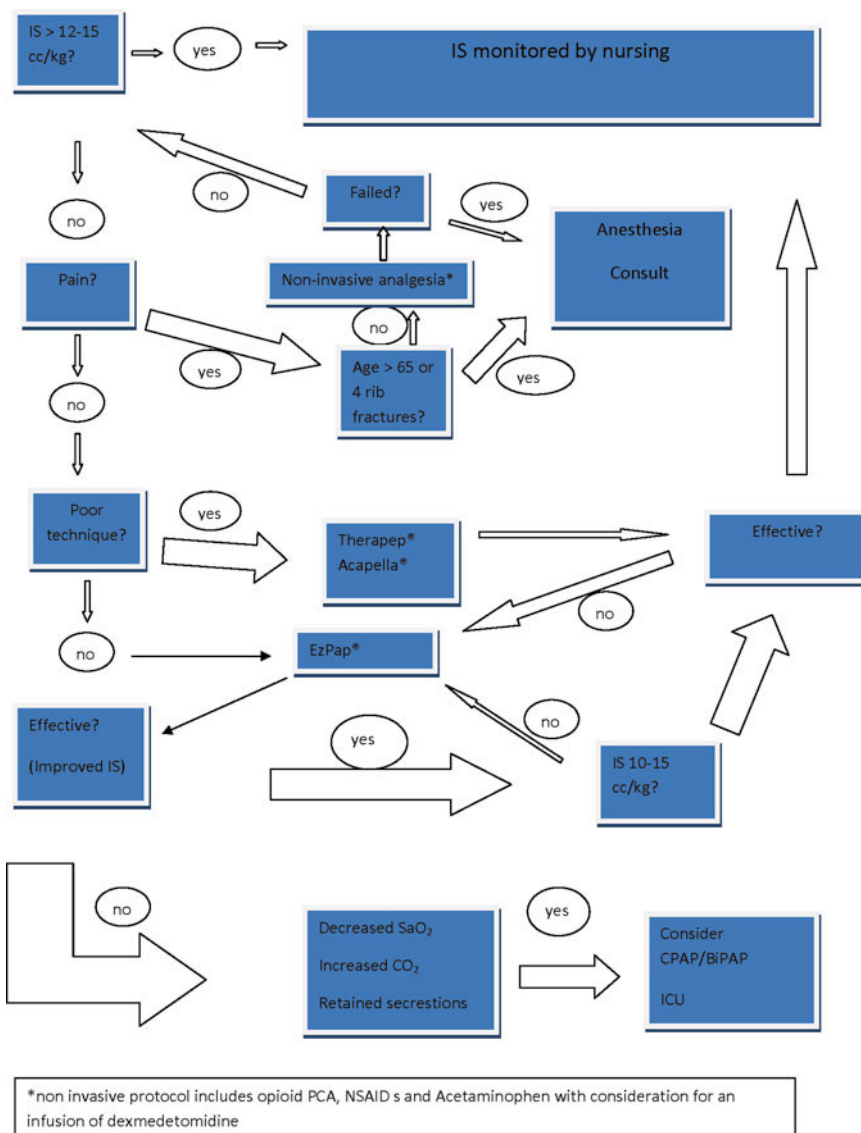 IS > 12-15
cc/kg?
yes
IS monitored by nursing
no
Failed?
no
yes
Anesthesia
Consult
Pain?
Non-invasive analgesia*
no
yes
Age > 65 or
4 rib
fractures?
yes
no
Poor
technique?
yes
Therapep®
Acapella®
Effective?
no
no
EzPap®
Effective?
(Improved IS)
yes
no
IS 10-15
cc/kg?
no
Decreased SaO₂
Increased CO₂
Retained secrestions
yes
Consider
CPAP/BiPAP
ICU
*non invasive protocol includes opioid PCA, NSAID s and Acetaminophen with consideration for an
infusion of dexmedetomidine